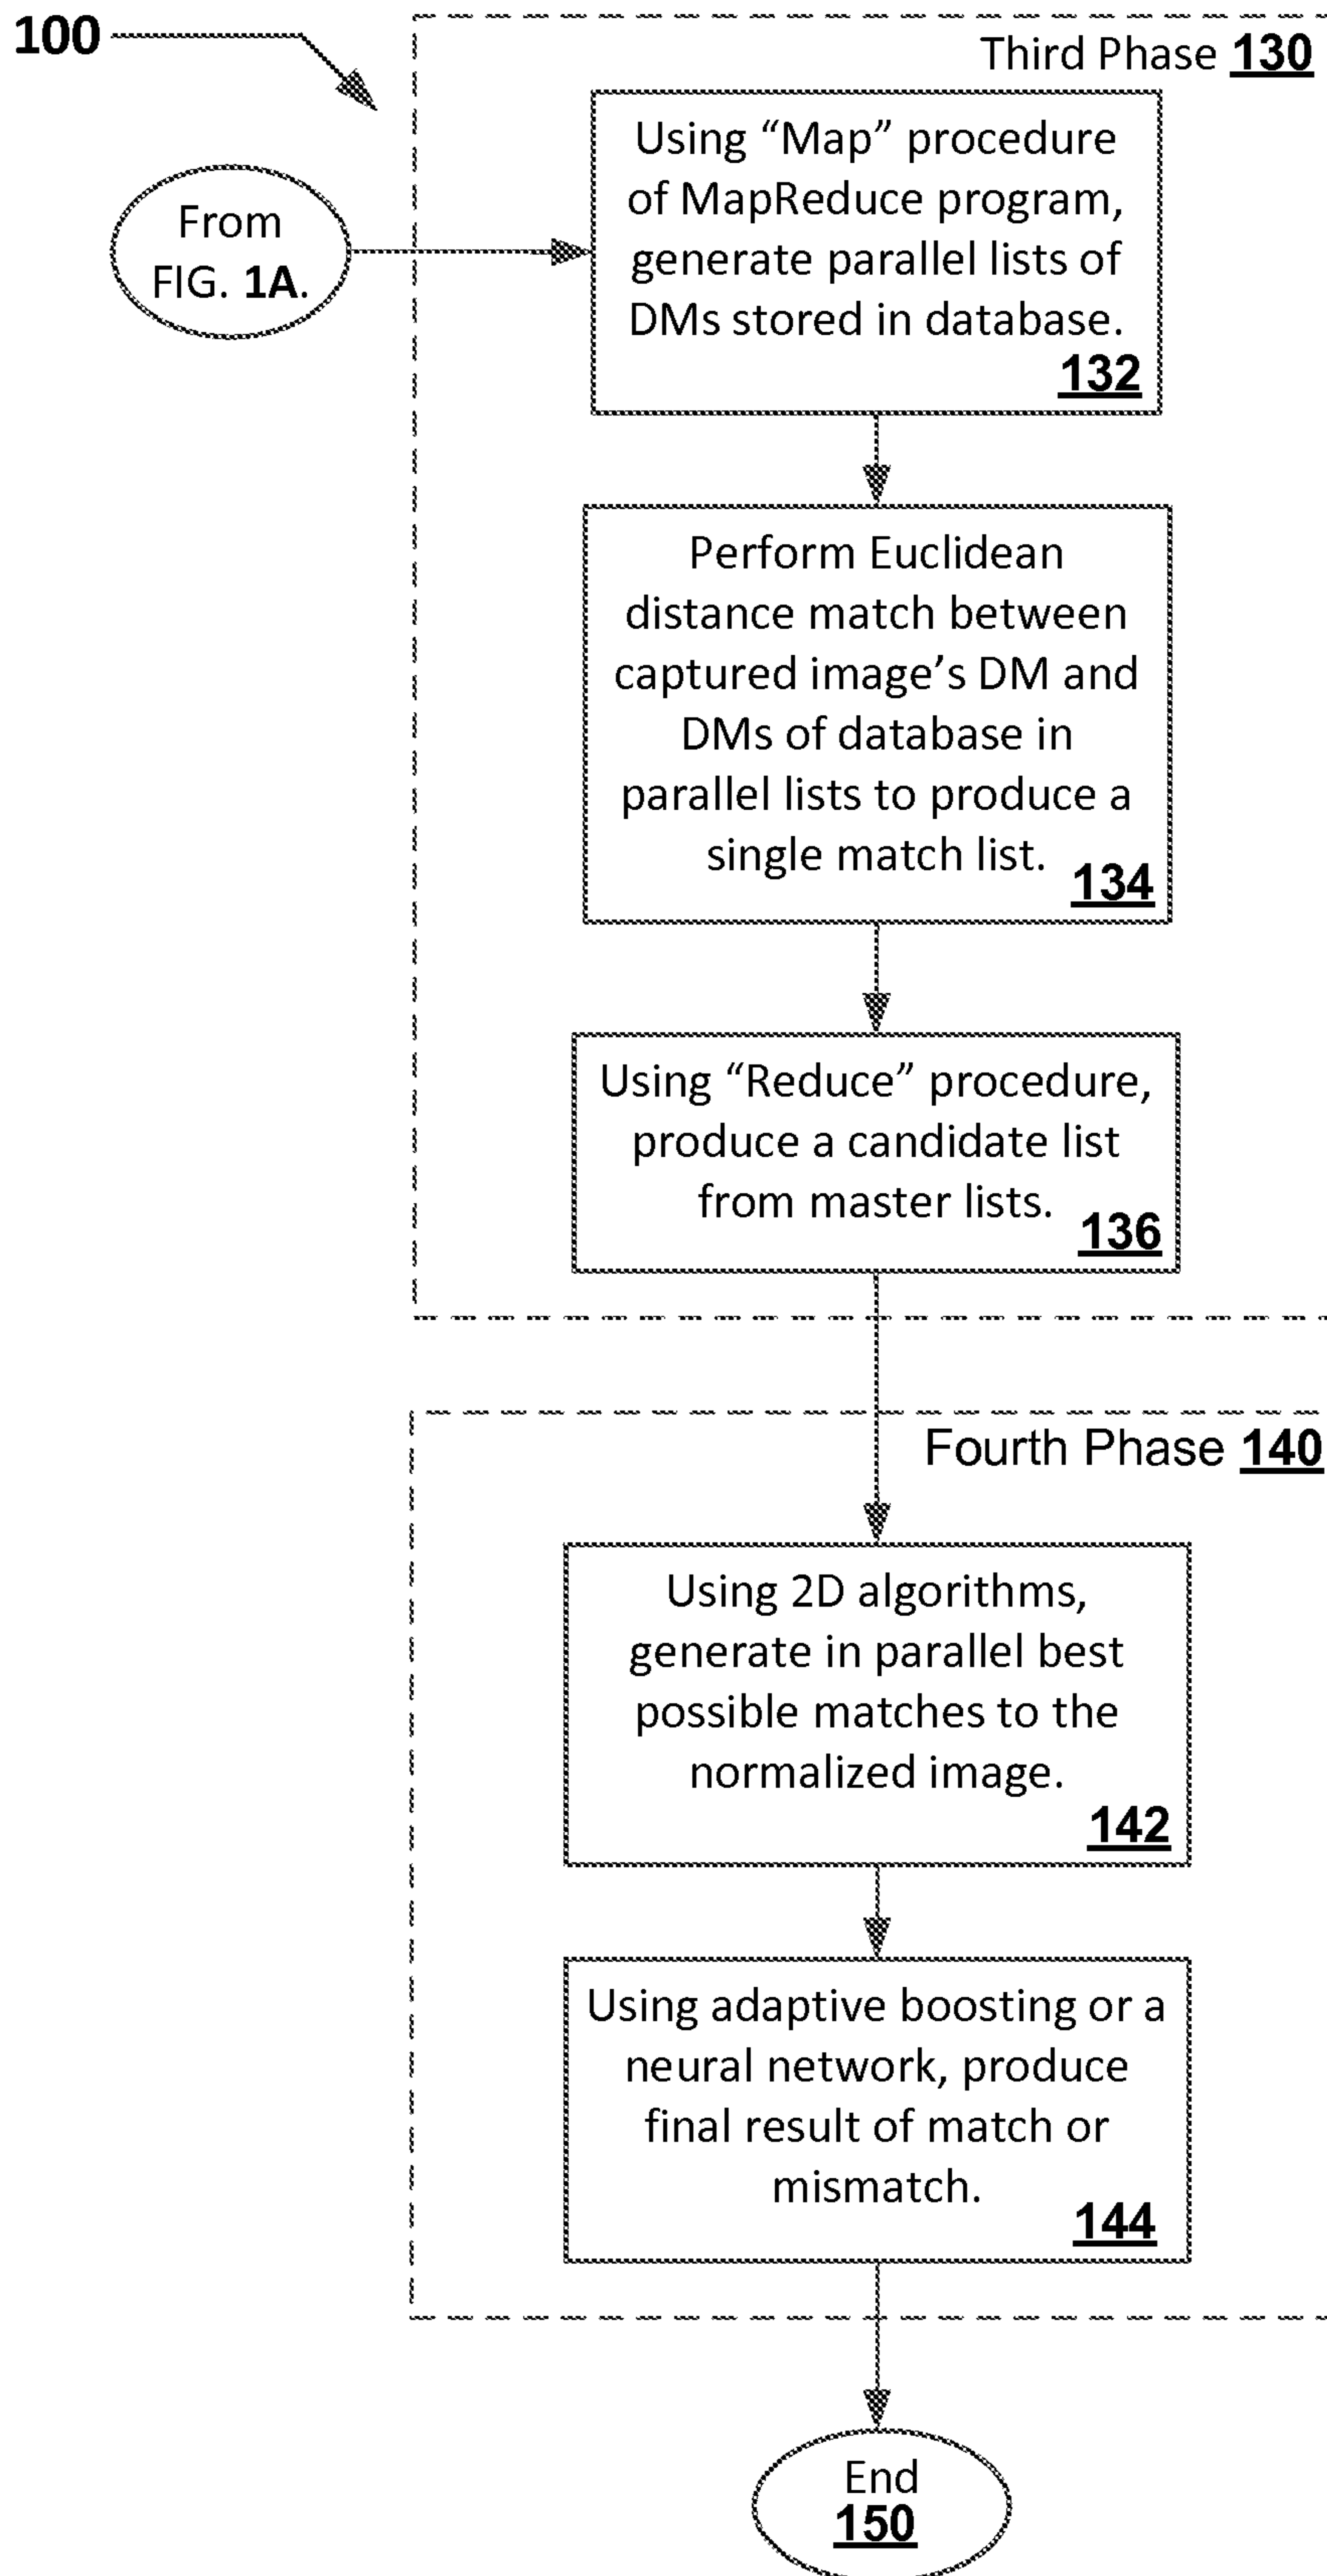 100
Third Phase 130
From
FIG. 1A.
Using “Map” procedure
of MapReduce program,
generate parallel lists of
DMs stored in database.
132
Perform Euclidean
distance match between
captured image’s DM and
DMs of database in
parallel lists to produce a
single match list.
134
Using “Reduce” procedure,
produce a candidate list
from master lists.
136
Fourth Phase 140
Using 2D algorithms,
generate in parallel best
possible matches to the
normalized image.
142
Using adaptive boosting or a
neural network, produce
final result of match or
mismatch.
144
End
150